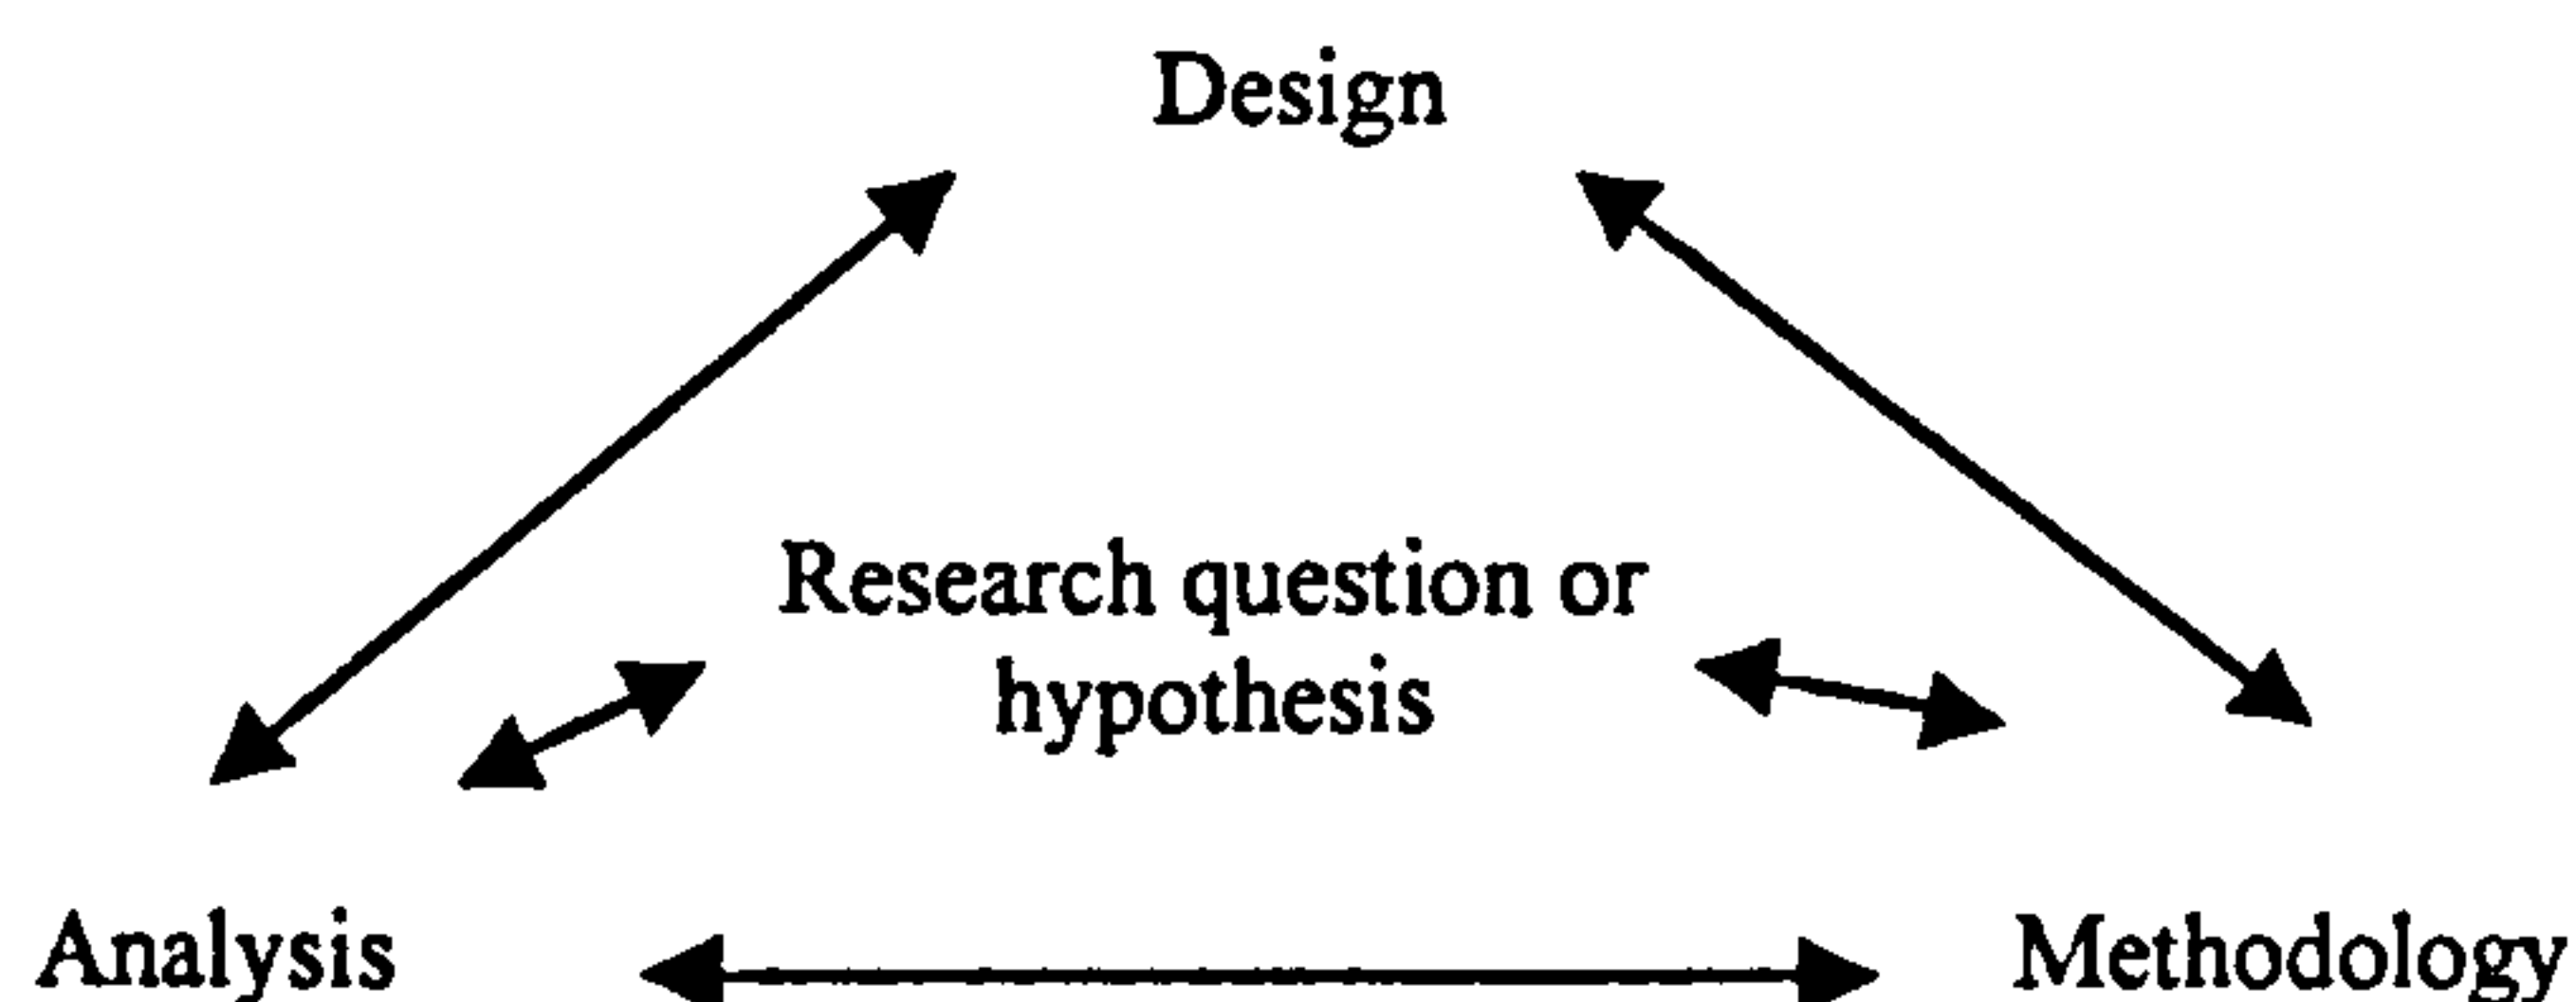 Design
Research question or
hypothesis
Analysis
Methodology